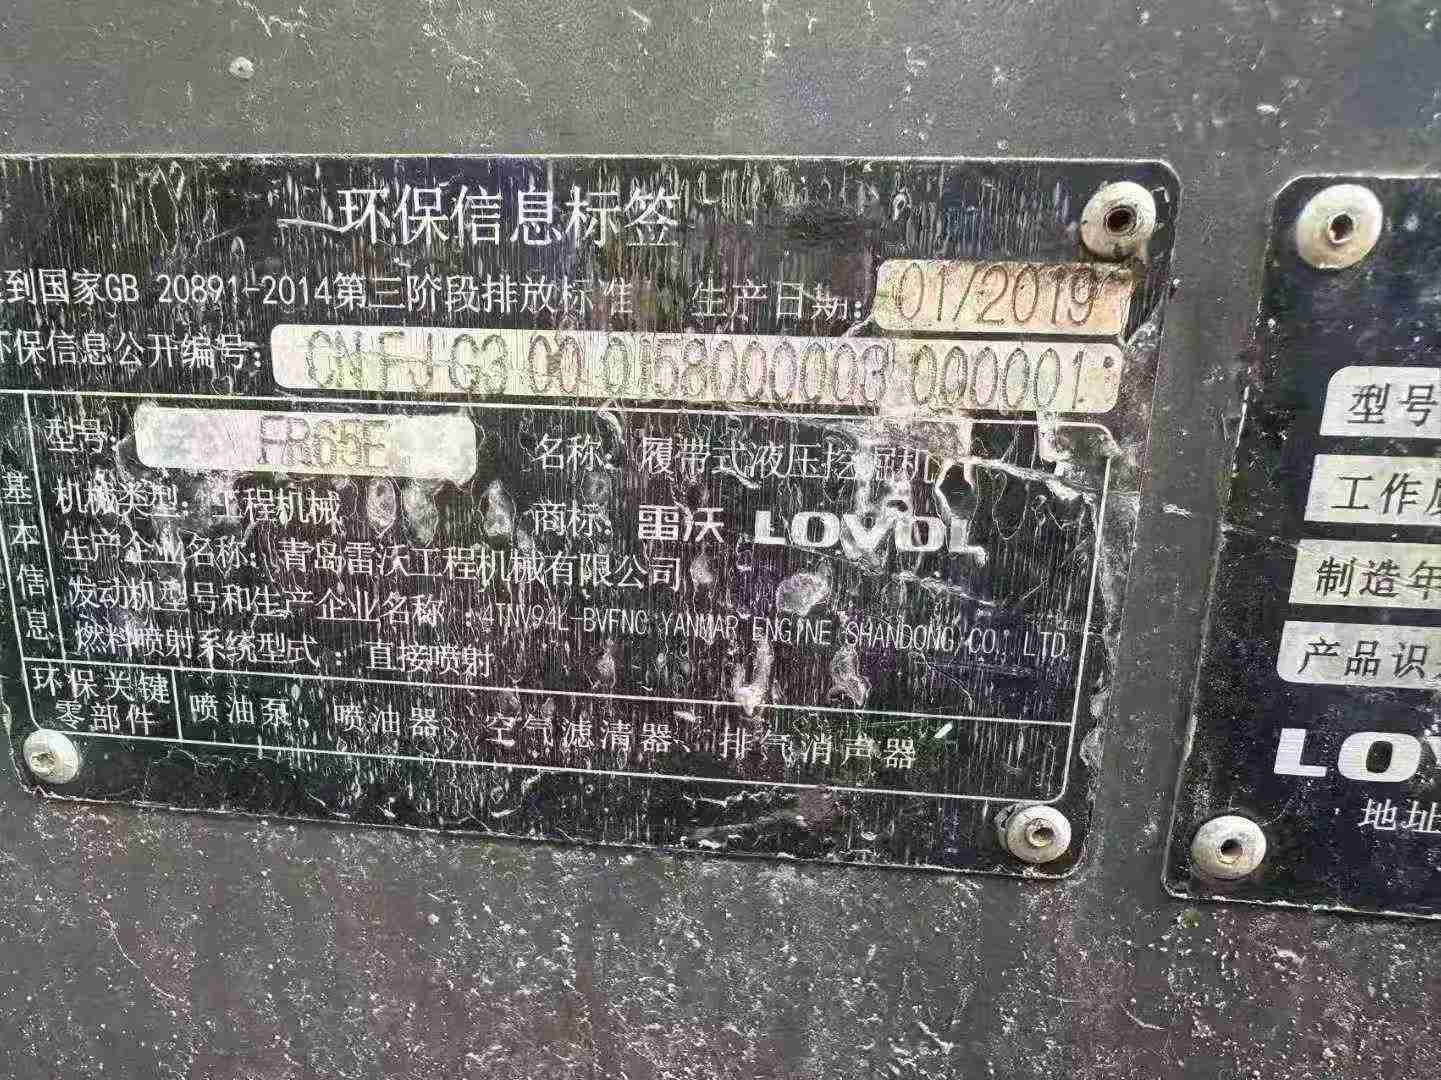 环保信息标签
到国家GB 20891-2014第三阶段排放标准 生产日期: 01/2019
环保信息公开编号: CN FJ G3 00 0J58000003 000001
基本信息
型号: FR65E 名称: 履带式液压挖掘机
机械类型: 工程机械 商标: 雷沃 LOVOL
生产企业名称: 青岛雷沃工程机械有限公司
发动机型号和生产企业名称:4TNV94L-BVFNC YANMAR ENGINE SHANDONG CO., LTD.
燃料喷射系统型式:直接喷射
环保关键零部件 喷油泵、喷油器、空气滤清器、排气消声器
型号
工作
制造年
产品识
LOV
地址